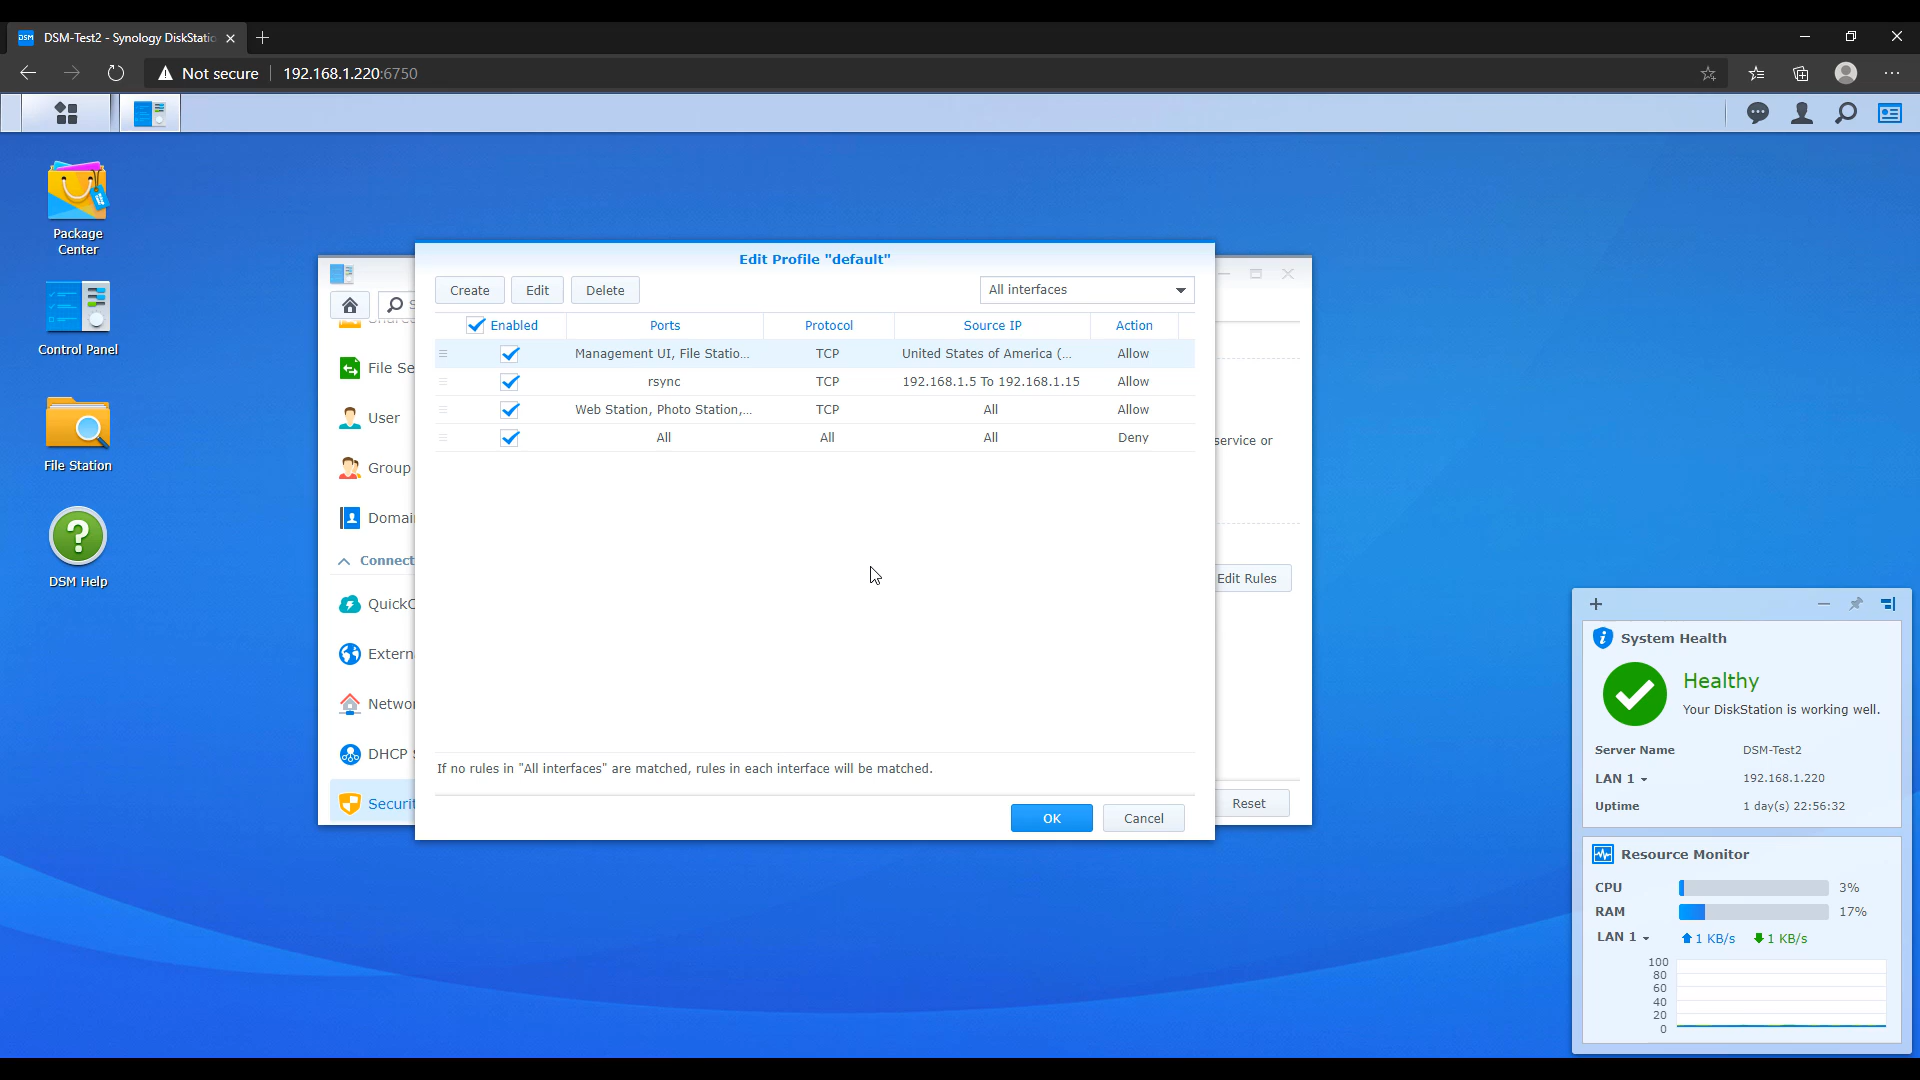 DSM-Test2 - Synology DiskStatic
Not secure
192.168.1.220:6750
Package
Center
Control Panel
File Station
DSM Help
File Se
User
Group
Domai
Connect
QuickC
Extern
Networ
DHCP
Securit
Edit Profile "default"
Create
Edit
Delete
All interfaces
Enabled
Ports
Protocol
Source IP
Action
Management UI, File Statio...
TCP
United States of America (...
Allow
rsync
TCP
192.168.1.5 To 192.168.1.15
Allow
Web Station, Photo Station,...
TCP
All
Allow
All
All
All
Deny
If no rules in "All interfaces" are matched, rules in each interface will be matched.
OK
Cancel
service or
Edit Rules
Reset
System Health
Healthy
Your DiskStation is working well.
Server Name
DSM-Test2
LAN 1
192.168.1.220
Uptime
1 day(s) 22:56:32
Resource Monitor
CPU
3%
RAM
17%
LAN 1
1 KB/s
1 KB/s
100
80
60
40
20
0